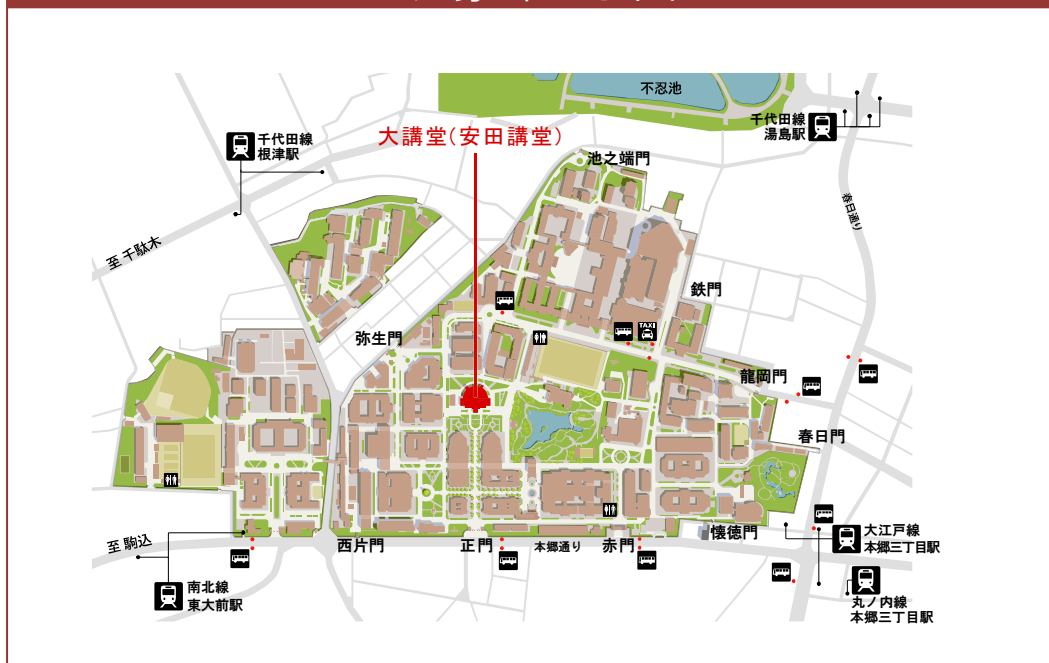 不忍池
千代田線
湯島駅
千代田線
根津駅
大講堂(安田講堂)
池之端門
春日通り
至 千駄木
鉄門
TAXI
弥生門
龍岡門
春日門
至 駒込
西片門
正門
本郷通り
赤門
懐徳門
大江戸線
本郷三丁目駅
南北線
東大前駅
丸ノ内線
本郷三丁目駅